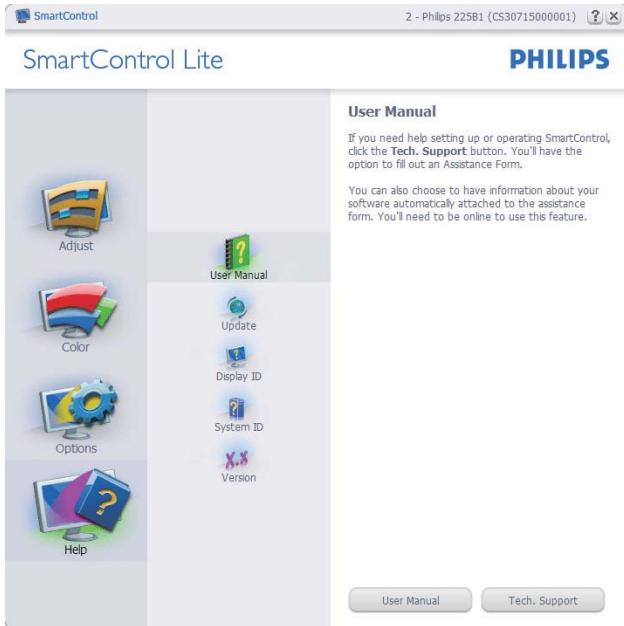 SmartControl
2 - Philips 225B1 (CS30715000001)
?
X
SmartControl Lite
PHILIPS
Adjust
Color
Options
Help
User Manual
Update
Display ID
System ID
X.X
Version
User Manual
If you need help setting up or operating SmartControl,
click the Tech. Support button. You'll have the
option to fill out an Assistance Form.
You can also choose to have information about your
software automatically attached to the assistance
form. You'll need to be online to use this feature.
User Manual
Tech. Support